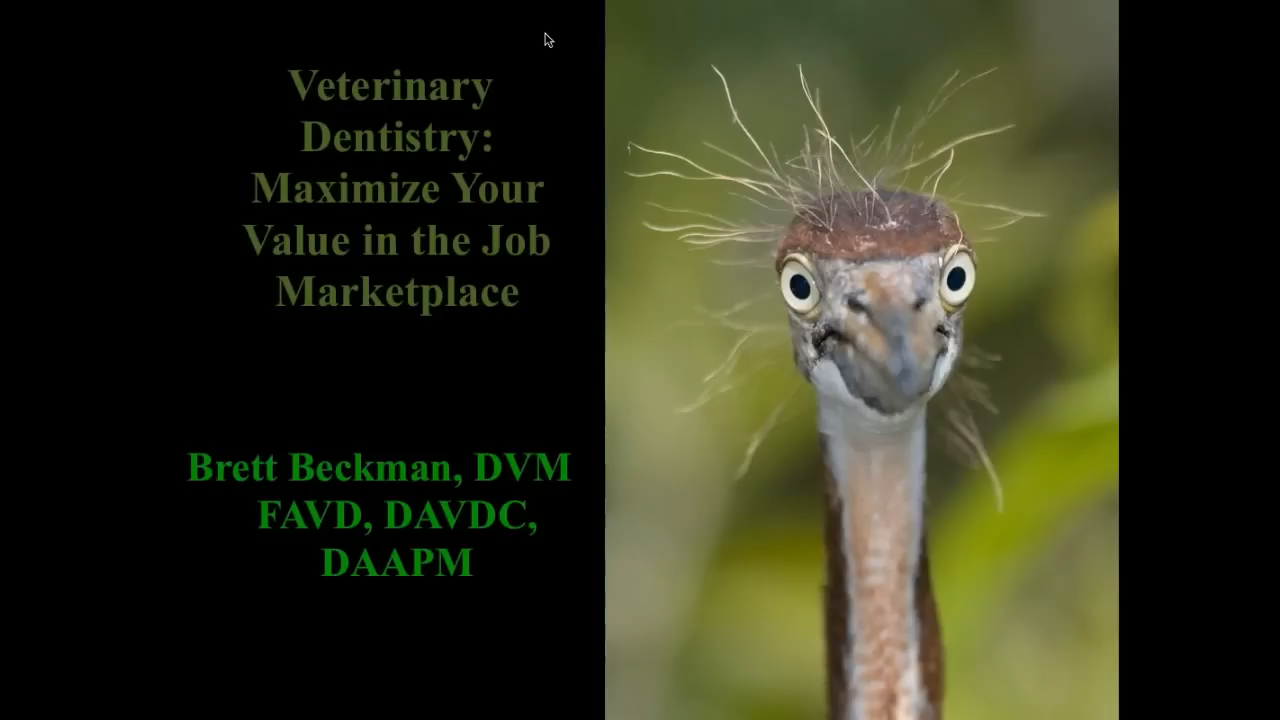 Veterinary
Dentistry:
Maximize Your
Value in the Job
Marketplace
Brett Beckman, DVM
FAVD, DAVDC,
DAAPM